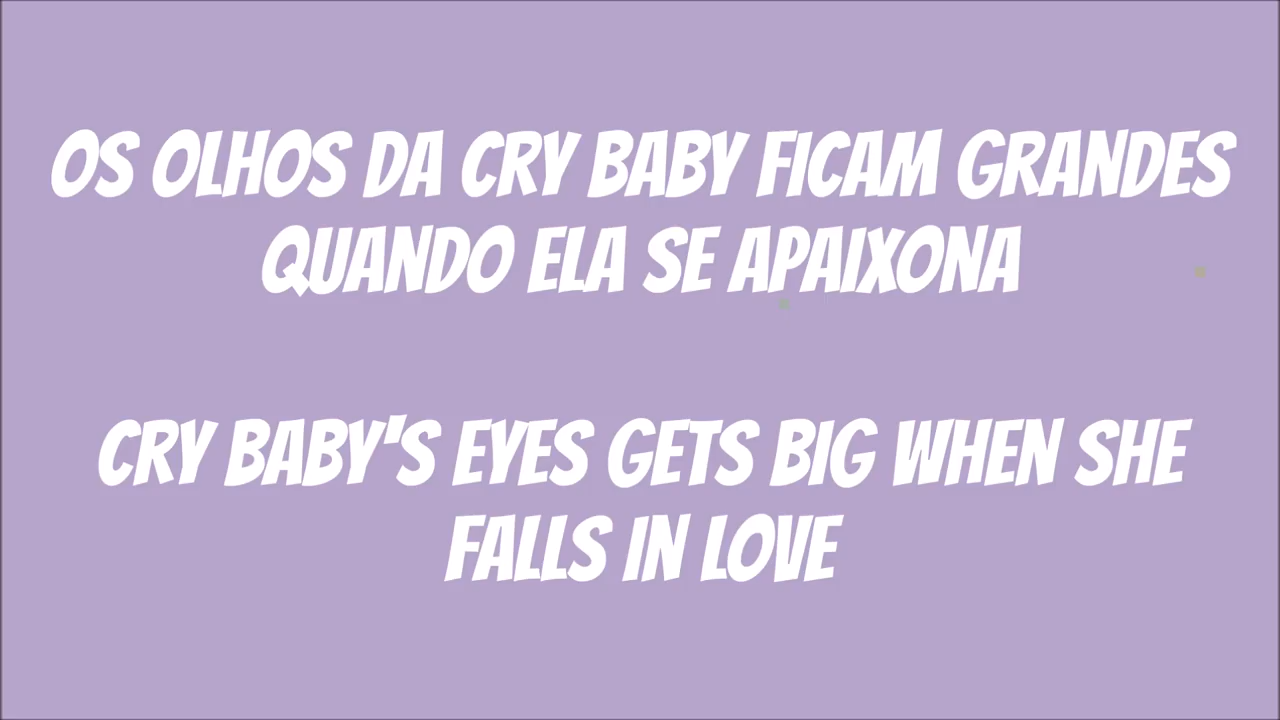 OS OLHOS DA CRY BABY FICAM GRANDES
QUANDO ELA SE APAIXONA
CRY BABY'S EYES GETS BIG WHEN SHE
FALLS IN LOVE